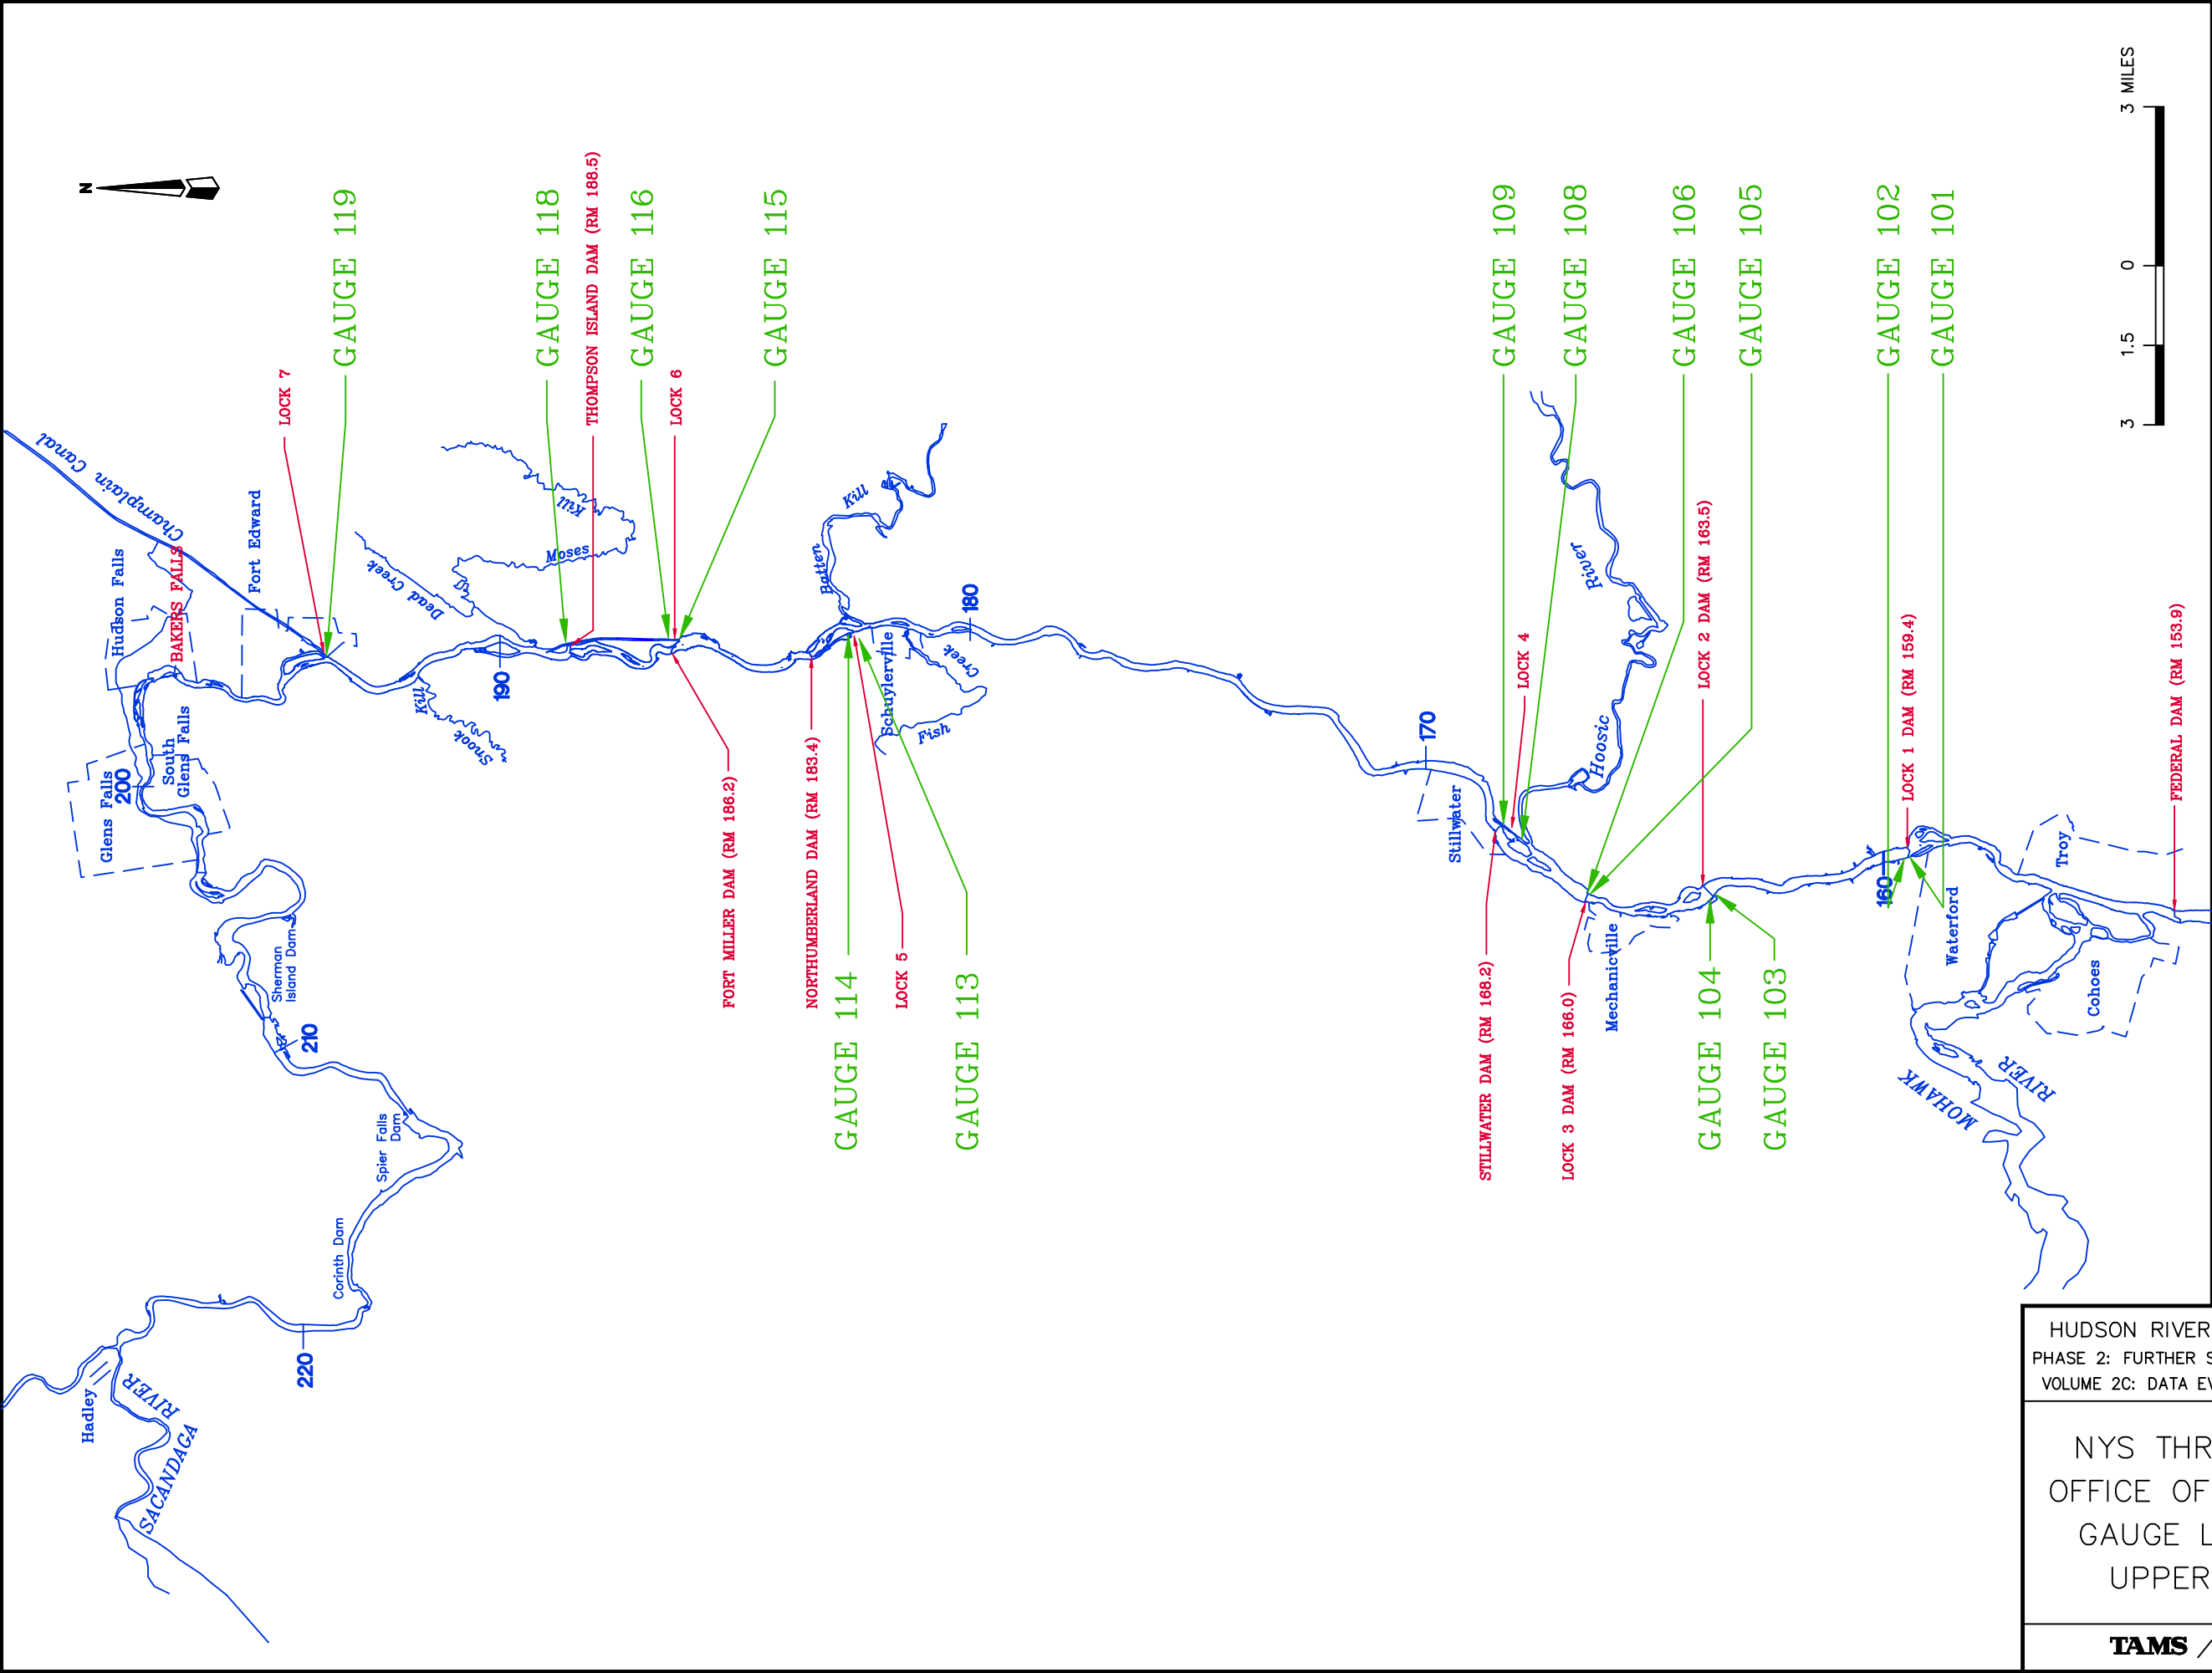 N
Champlain Canal
LOCK 7
GAUGE 119
GAUGE 118
THOMPSON ISLAND DAM (RM 188.5)
GAUGE 116
LOCK 6
GAUGE 115
Hudson Falls
BAKERS FALLS
Fort Edward
Glens Falls
200
South
Glens Falls
Dead Creek
Moses
Kill
Snook
Kill
190
Batten
Kill
Schuylerville
Fish
Creek
180
FORT MILLER DAM (RM 186.2)
NORTHUMBERLAND DAM (RM 183.4)
GAUGE 114
LOCK 5
GAUGE 113
Sherman
Island Dam
210
Spier Falls
Dam
Corinth Dam
220
Hadley
SACANDAGA
RIVER
GAUGE 109
GAUGE 108
GAUGE 106
GAUGE 105
GAUGE 102
GAUGE 101
170
Stillwater
LOCK 4
Hoosic
River
LOCK 2 DAM (RM 163.5)
STILLWATER DAM (RM 168.2)
LOCK 3 DAM (RM 166.0)
Mechanicville
GAUGE 104
GAUGE 103
160
LOCK 1 DAM (RM 159.4)
Waterford
Troy
Cohoes
FEDERAL DAM (RM 153.9)
MOHAWK
RIVER
3 1.5 0 3 MILES
HUDSON RIVER
PHASE 2: FURTHER S
VOLUME 2C: DATA EV
NYS THR
OFFICE OF
GAUGE L
UPPER
TAMS /